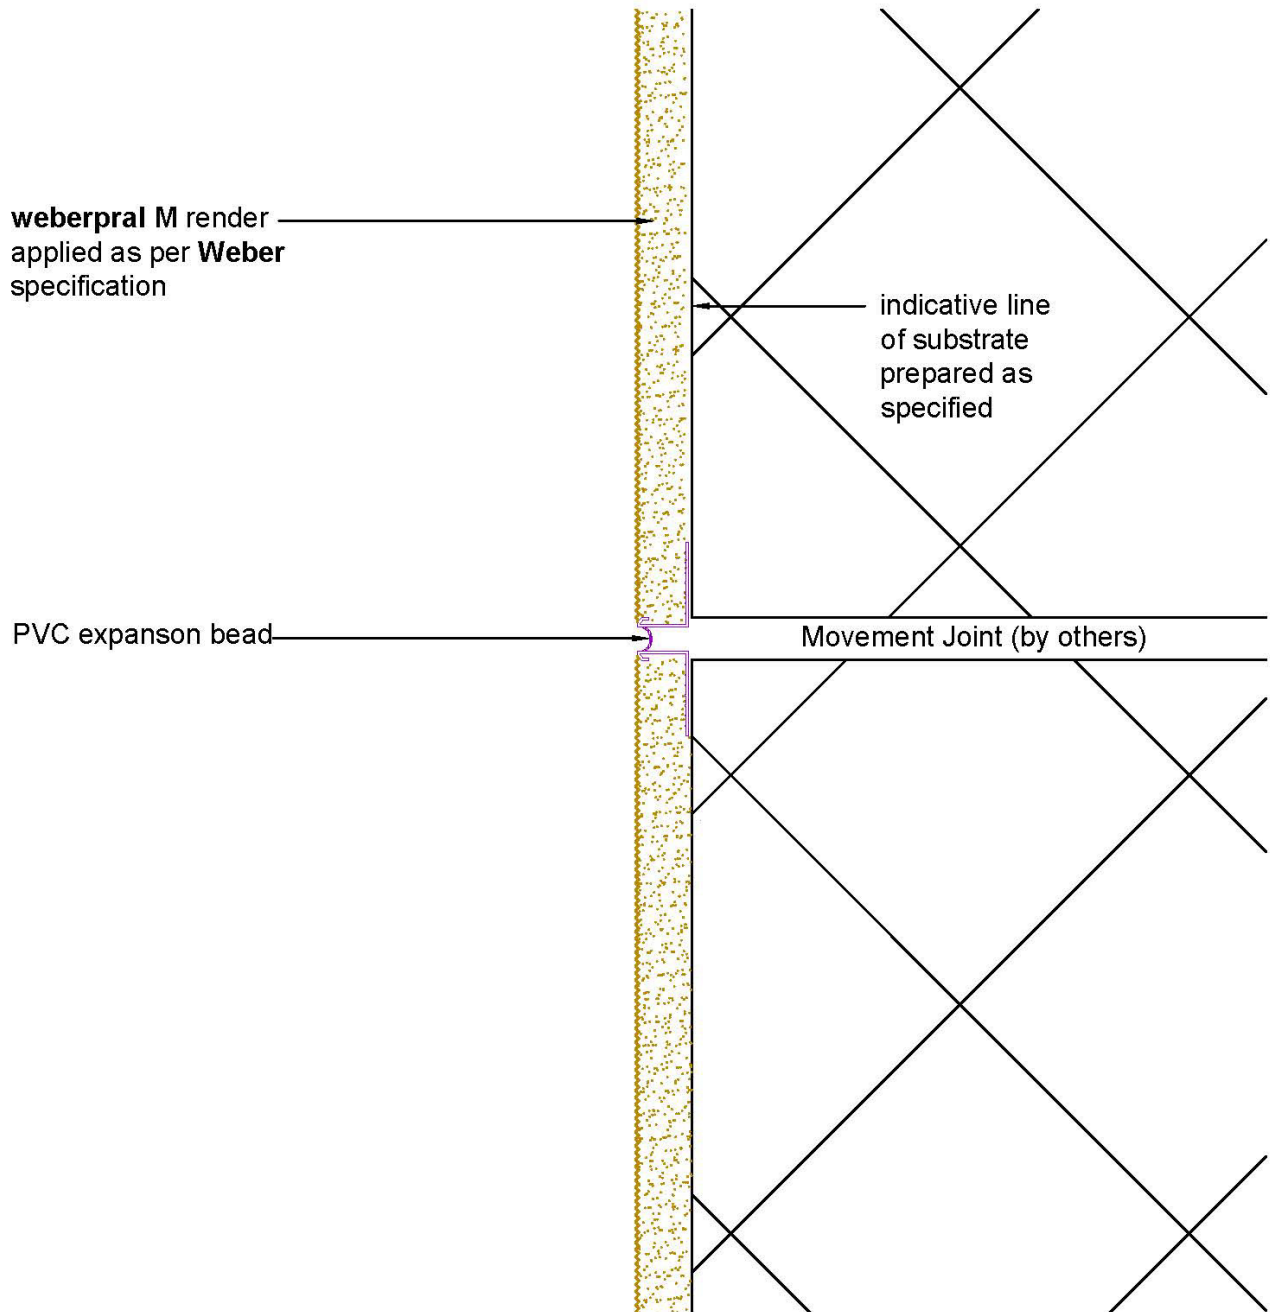 weberpral M render
applied as per Weber
specification
indicative line
of substrate
prepared as
specified
PVC expanson bead
Movement Joint (by others)